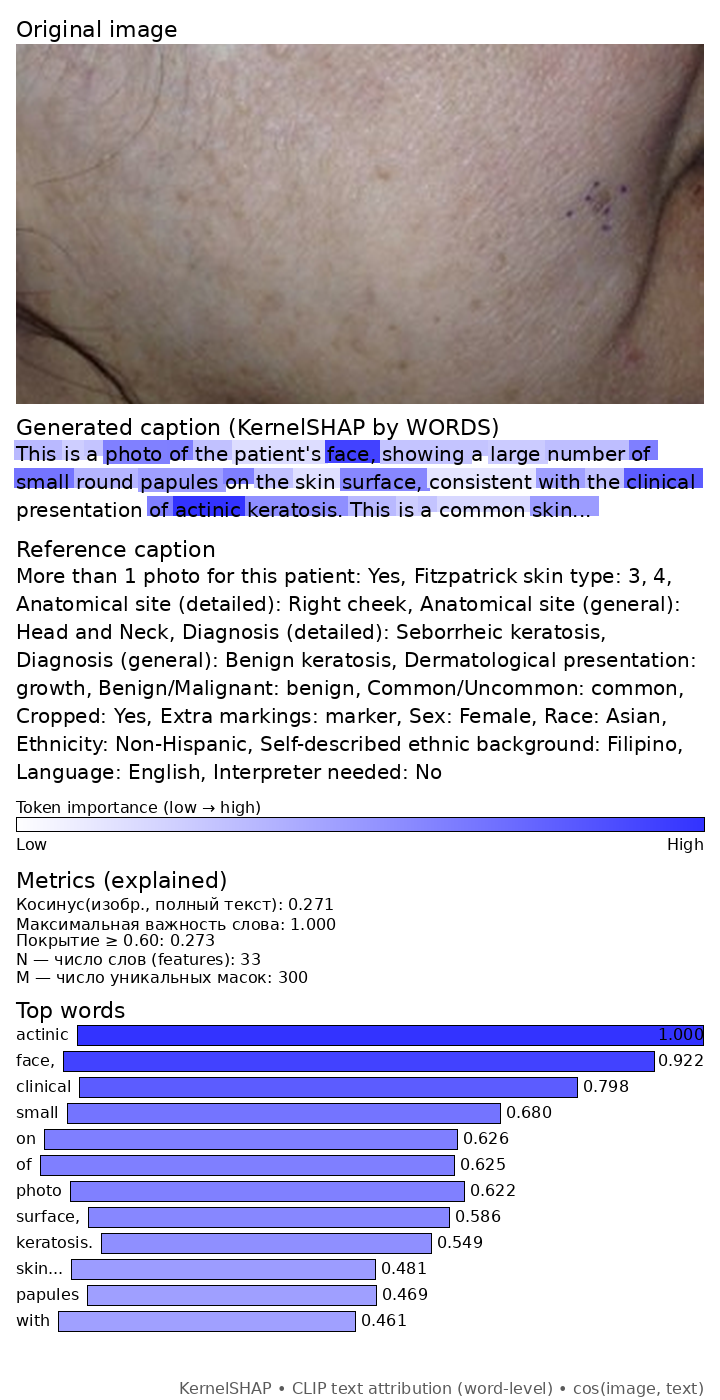 Original image
Generated caption (KernelSHAP by WORDS)
This is a photo of the patient's face, showing a large number of
small round papules on the skin surface, consistent with the clinical
presentation of actinic keratosis. This is a common skin...
Reference caption
More than 1 photo for this patient: Yes, Fitzpatrick skin type: 3, 4,
Anatomical site (detailed): Right cheek, Anatomical site (general):
Head and Neck, Diagnosis (detailed): Seborrheic keratosis,
Diagnosis (general): Benign keratosis, Dermatological presentation:
growth, Benign/Malignant: benign, Common/Uncommon: common,
Cropped: Yes, Extra markings: marker, Sex: Female, Race: Asian,
Ethnicity: Non-Hispanic, Self-described ethnic background: Filipino,
Language: English, Interpreter needed: No
Token importance (low → high)
Low High
Metrics (explained)
Косинус(изобр., полный текст): 0.271
Максимальная важность слова: 1.000
Покрытие ≥ 0.60: 0.273
N — число слов (features): 33
M — число уникальных масок: 300
Top words
actinic 1.000
face, 0.922
clinical 0.798
small 0.680
on 0.626
of 0.625
photo 0.622
surface, 0.586
keratosis. 0.549
skin... 0.481
papules 0.469
with 0.461
KernelSHAP • CLIP text attribution (word-level) • cos(image, text)